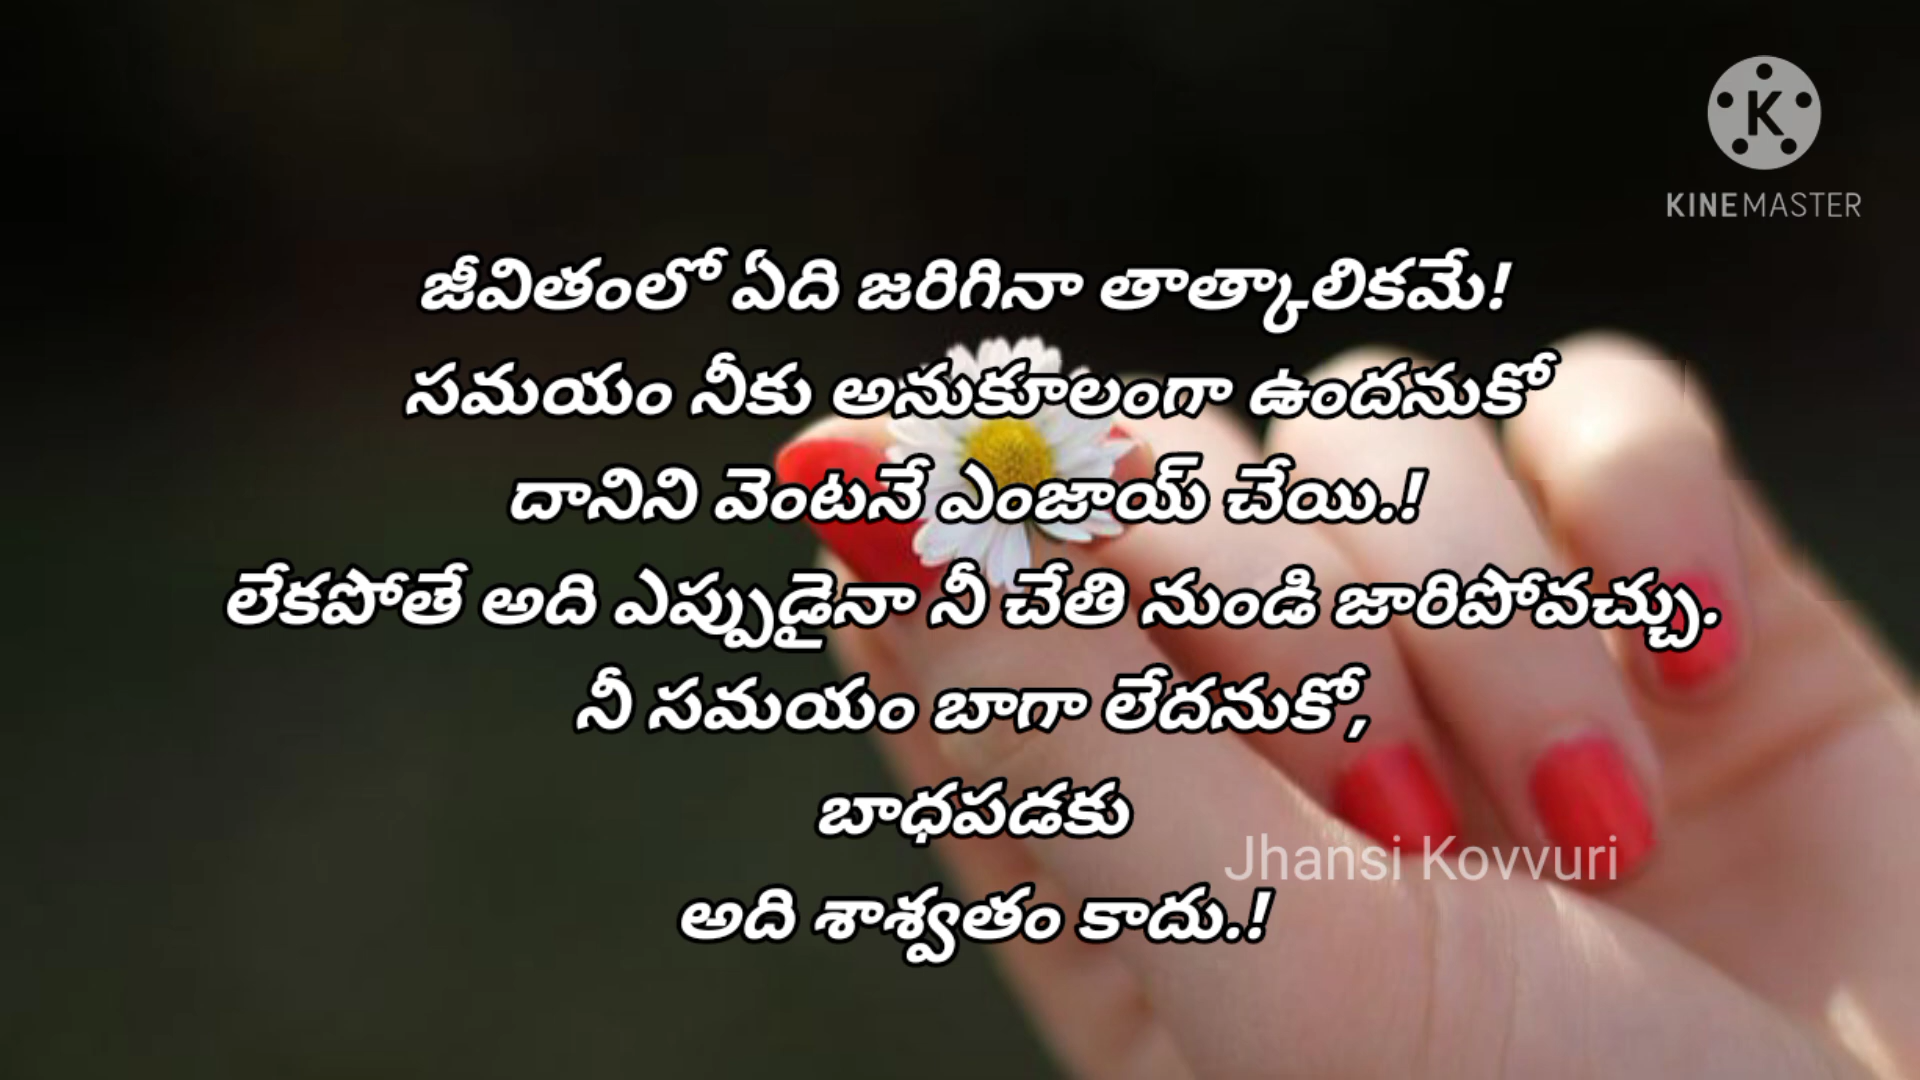 K
KINEMASTER
జీవితంలో ఏది జరిగినా తాత్కాలికమే!
సమయం నీకు అనుకూలంగా ఉందనుకో
దానిని వెంటనే ఎంజాయ్ చేయి.!
లేకపోతే అది ఎప్పుడైనా నీ చేతి నుండి జారిపోవచ్చు.
నీ సమయం బాగా లేదనుకో,
బాధపడకు
Jhansi Kovvuri
అది శాశ్వతం కాదు.!